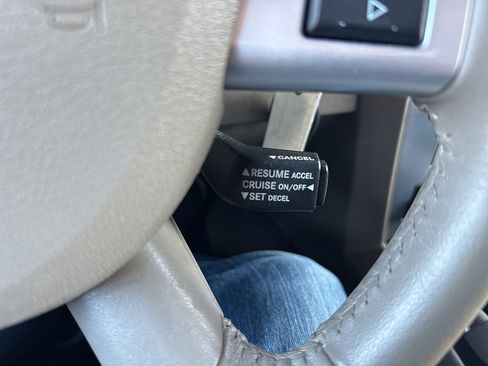 ▼CANCEL
▲RESUME ACCEL
CRUISE ON/OFF◀
▼SET DECEL